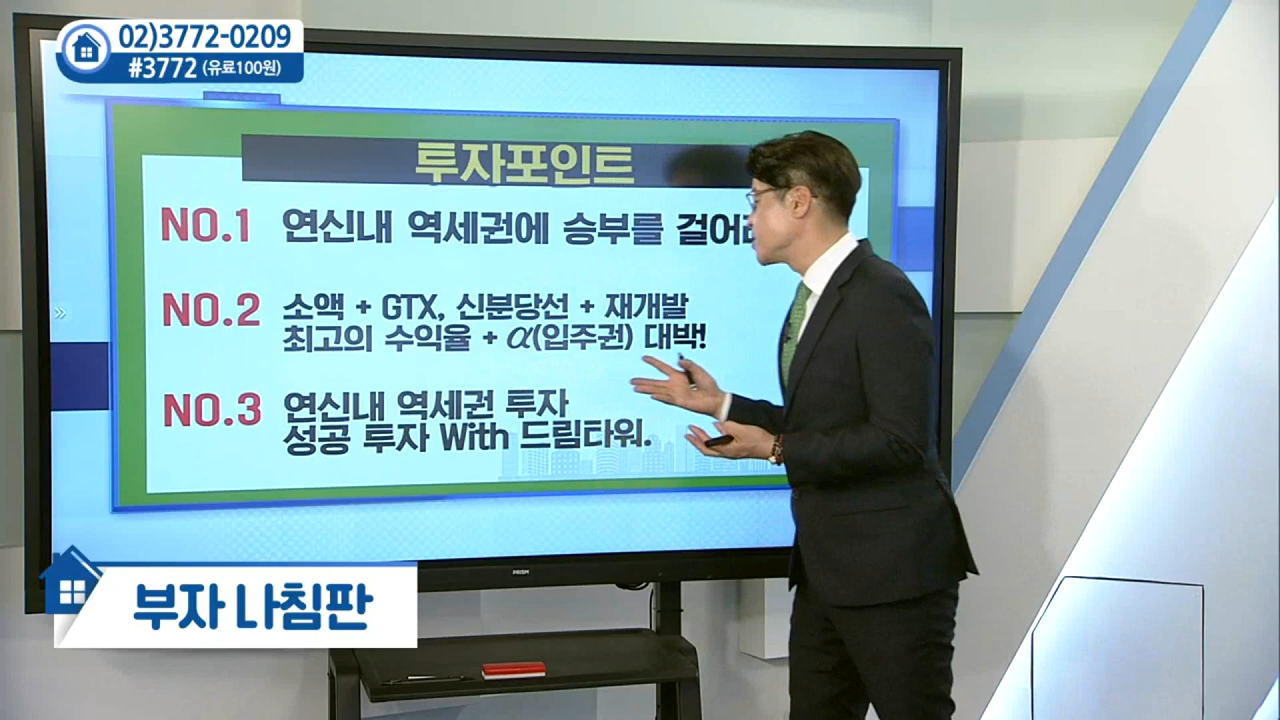 02)3772-0209
#3772 (유료100원)
투자포인트
NO.1 연신내 역세권에 승부를
NO.2 소액 + GTX, 신분당선 + 재개발
최고의 수익율 + α(입주권) 대박!
NO.3 연신내 역세권 투자
성공 투자 With 드림타워.
PRISM
부자 나침판